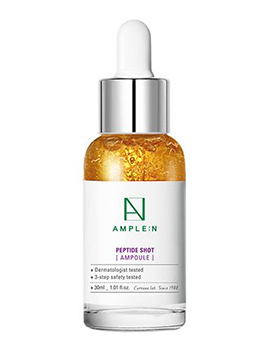 AMPLE:N
PEPTIDE SHOT
[ AMPOULE ]
+ Dermatologist tested
+ 3-step safety tested
+ 30ml _ 1.01 fl.oz. Coreana lab. Since 1988